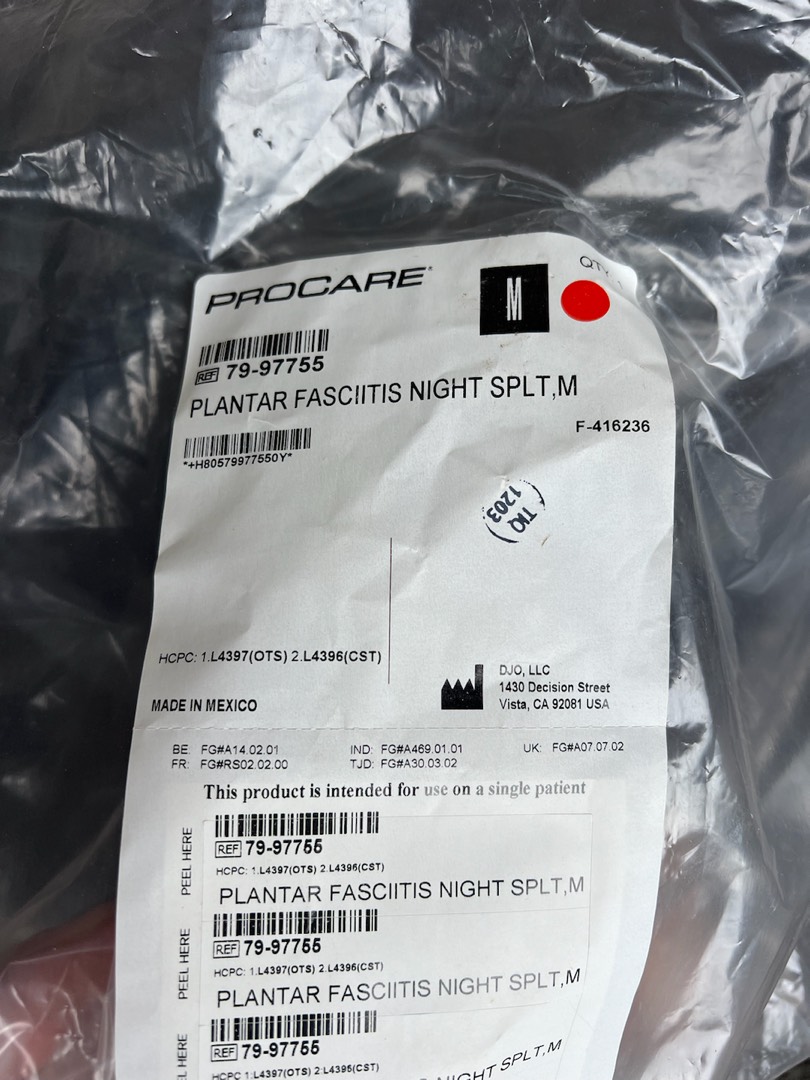 PROCARE®
M
QTY 1
REF 79-97755
PLANTAR FASCIITIS NIGHT SPLT,M
F-416236
*+H80579977550Y*
TIQ
1203
HCPC: 1.L4397(OTS) 2.L4396(CST)
DJO, LLC
1430 Decision Street
Vista, CA 92081 USA
MADE IN MEXICO
BE: FG#A14.02.01 IND: FG#A469.01.01 UK: FG#A07.07.02
FR: FG#RS02.02.00 TJD: FG#A30.03.02
This product is intended for use on a single patient
PEEL HERE
REF 79-97755
HCPC: 1.L4397(OTS) 2.L4396(CST)
PLANTAR FASCIITIS NIGHT SPLT,M
PEEL HERE
REF 79-97755
HCPC: 1.L4397(OTS) 2.L4396(CST)
PLANTAR FASCIITIS NIGHT SPLT,M
HERE
REF 79-97755
HCPC: 1.L4397(OTS) 2.L4396(CST)
NIGHT SPLT,M